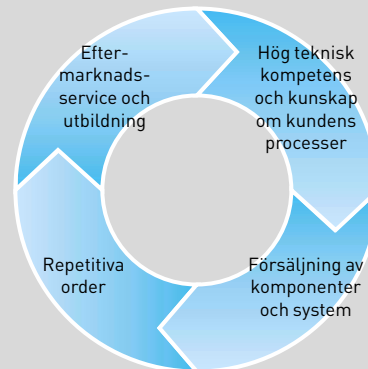 Efter-
marknads-
service och
utbildning
Hög teknisk
kompetens
och kunskap
om kundens
processer
Försäljning av
komponenter
och system
Repetitiva
order